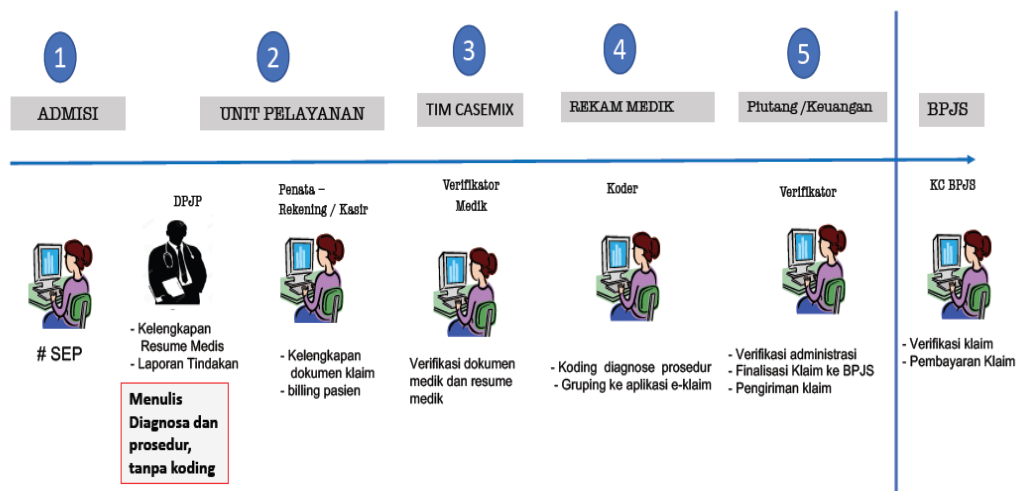 1
2
3
4
5
ADMISI
UNIT PELAYANAN
TIM CASEMIX
REKAM MEDIK
Piutang /Keuangan
BPJS
DPJP
Penata –
Rekening / Kasir
Verifikator
Medik
Koder
Verifikator
KC BPJS
# SEP
- Kelengkapan
Resume Medis
- Laporan Tindakan
Menulis
Diagnosa dan
prosedur,
tanpa koding
- Kelengkapan
dokumen klaim
- billing pasien
Verifikasi dokumen
medik dan resume
medik
- Koding diagnose prosedur
- Gruping ke aplikasi e-klaim
- Verifikasi administrasi
- Finalisasi Klaim ke BPJS
- Pengiriman klaim
- Verifikasi klaim
- Pembayaran Klaim